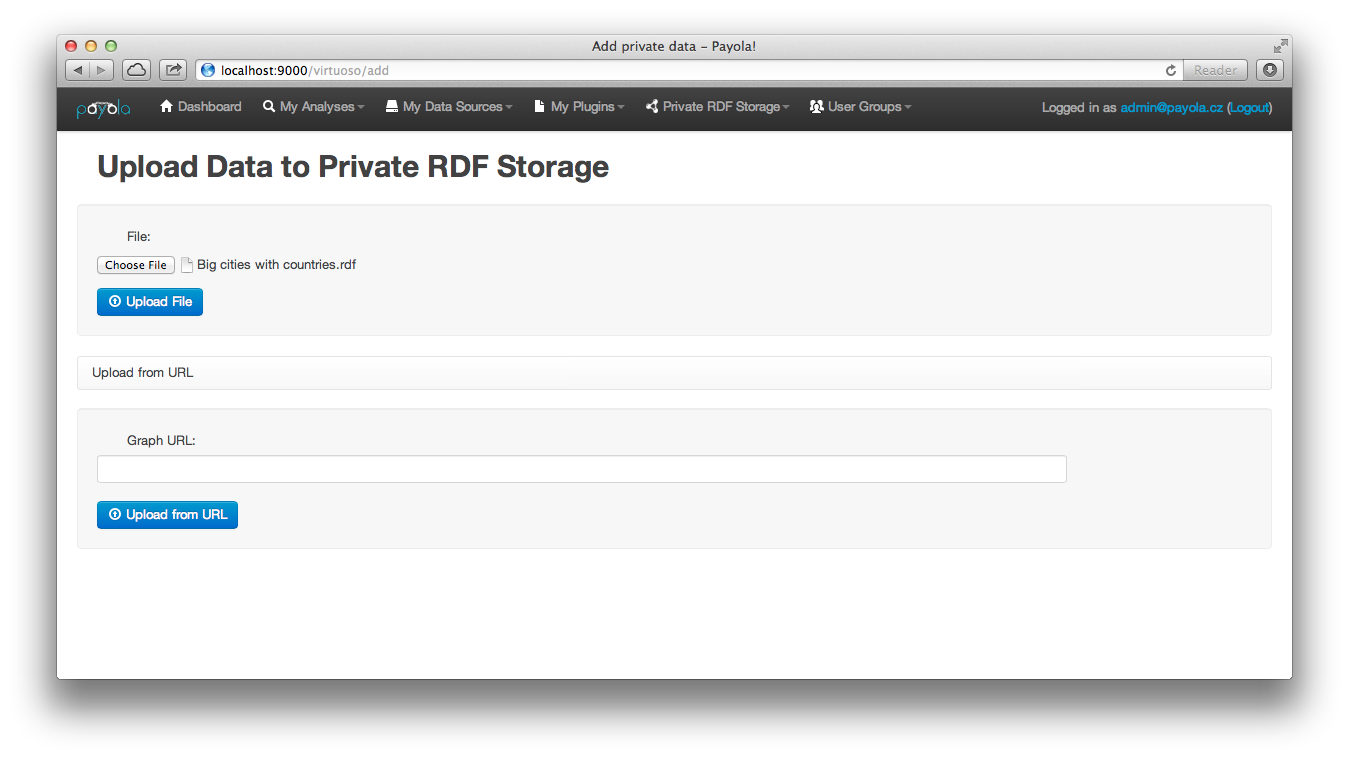 Add private data – Payola!
localhost:9000/virtuoso/add
Reader
payola
Dashboard
My Analyses
My Data Sources
My Plugins
Private RDF Storage
User Groups
Logged in as admin@payola.cz (Logout)
Upload Data to Private RDF Storage
File:
Choose File Big cities with countries.rdf
Upload File
Upload from URL
Graph URL:
Upload from URL